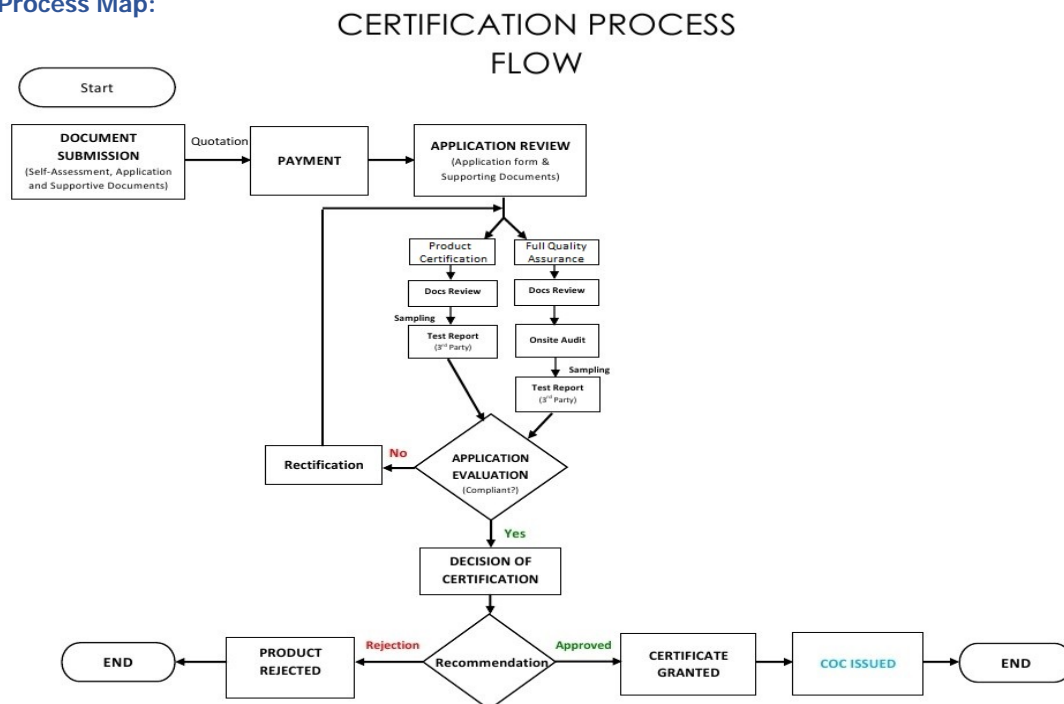 Process Map:
CERTIFICATION PROCESS
FLOW
Start
DOCUMENT
SUBMISSION
(Self-Assessment, Application
and Supportive Documents)
Quotation
PAYMENT
APPLICATION REVIEW
(Application form &
Supporting Documents)
Product
Certification
Full Quality
Assurance
Docs Review
Docs Review
Sampling
Test Report
(3rd Party)
Onsite Audit
Sampling
Test Report
(3rd Party)
APPLICATION
EVALUATION
(Compliant?)
No
Rectification
Yes
DECISION OF
CERTIFICATION
Recommendation
Rejection
PRODUCT
REJECTED
END
Approved
CERTIFICATE
GRANTED
COC ISSUED
END